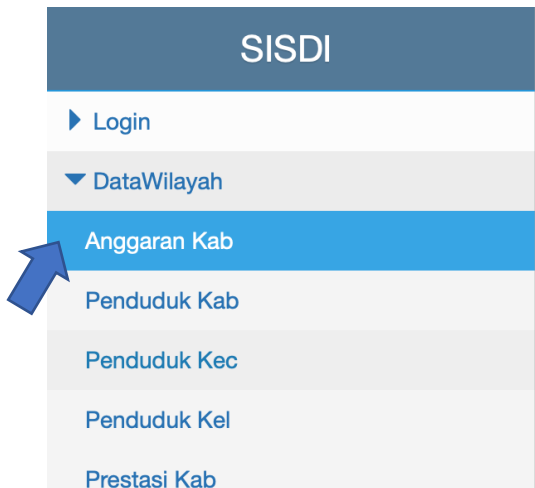 SISDI
Login
DataWilayah
Anggaran Kab
Penduduk Kab
Penduduk Kec
Penduduk Kel
Prestasi Kab